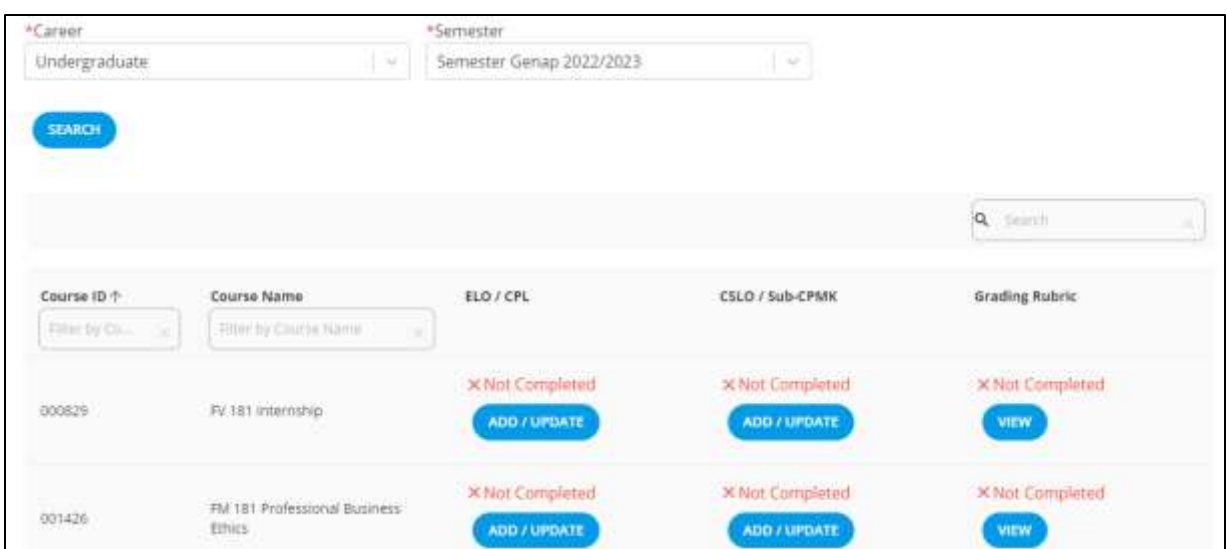 *Career *Semester
Undergraduate Semester Genap 2022/2023
SEARCH
Search
Course ID ↑ Course Name ELO / CPL CSLO / Sub-CPMK Grading Rubric
Filter by Co... Filter by Course Name
× Not Completed × Not Completed × Not Completed
000829 FV 181 Internship ADD / UPDATE ADD / UPDATE VIEW
× Not Completed × Not Completed × Not Completed
001426 FM 181 Professional Business
Ethics ADD / UPDATE ADD / UPDATE VIEW